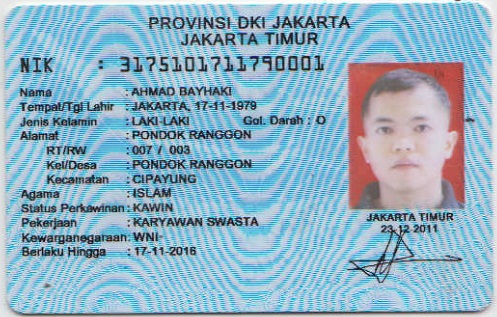 PROVINSI DKI JAKARTA
JAKARTA TIMUR
NIK : 3175101711790001
Nama : AHMAD BAYHAKI
Tempat/Tgl Lahir : JAKARTA, 17-11-1979
Jenis Kelamin : LAKI-LAKI Gol. Darah : O
Alamat : PONDOK RANGGON
RT/RW : 007 / 003
Kel/Desa : PONDOK RANGGON
Kecamatan : CIPAYUNG
Agama : ISLAM
Status Perkawinan : KAWIN
Pekerjaan : KARYAWAN SWASTA
Kewarganegaraan: WNI-
Berlaku Hingga : 17-11-2016
JAKARTA TIMUR
23-12-2011